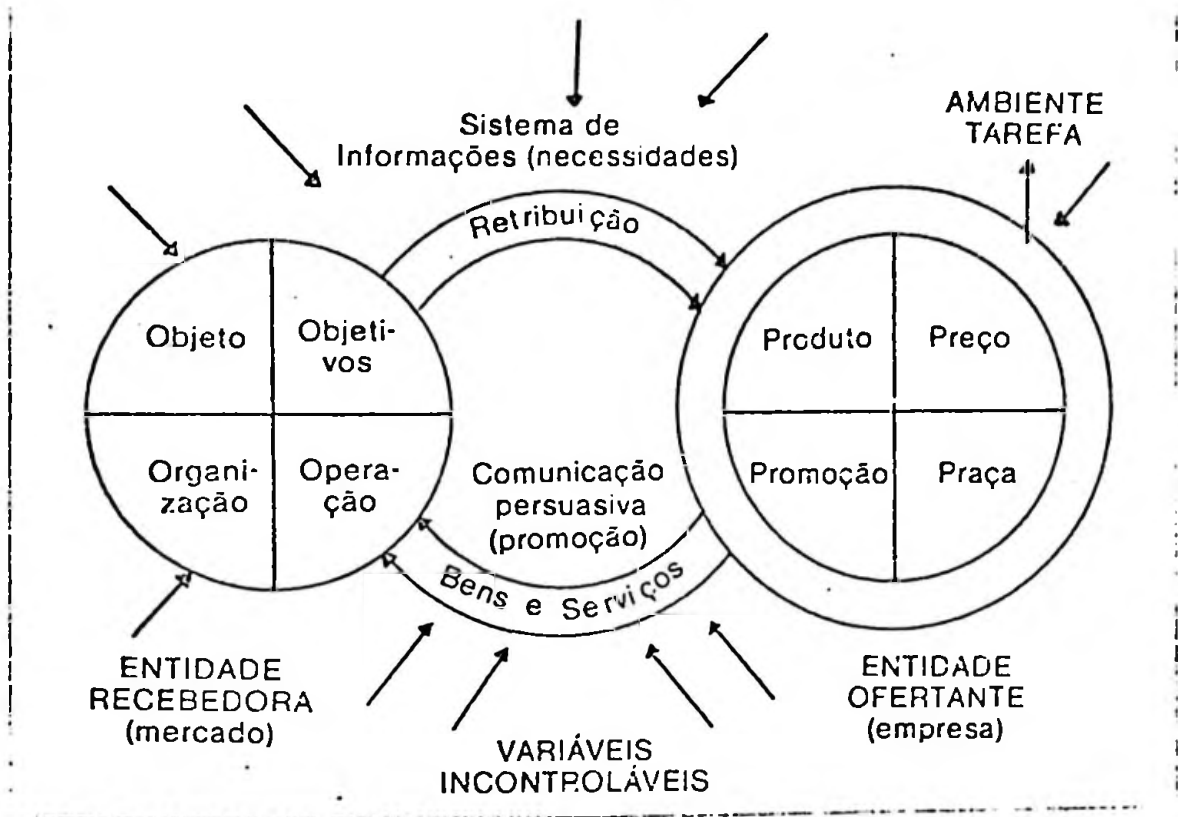 AMBIENTE
TAREFA
Sistema de
Informações (necessidades)
Retribuição
Objeto
Objeti-
vos
Organi-
zação
Opera-
ção
Produto
Preço
Promoção
Praça
Comunicação
persuasiva
(promoção)
Bens e Serviços
ENTIDADE
RECEBEDORA
(mercado)
ENTIDADE
OFERTANTE
(empresa)
VARIÁVEIS
INCONTROLÁVEIS